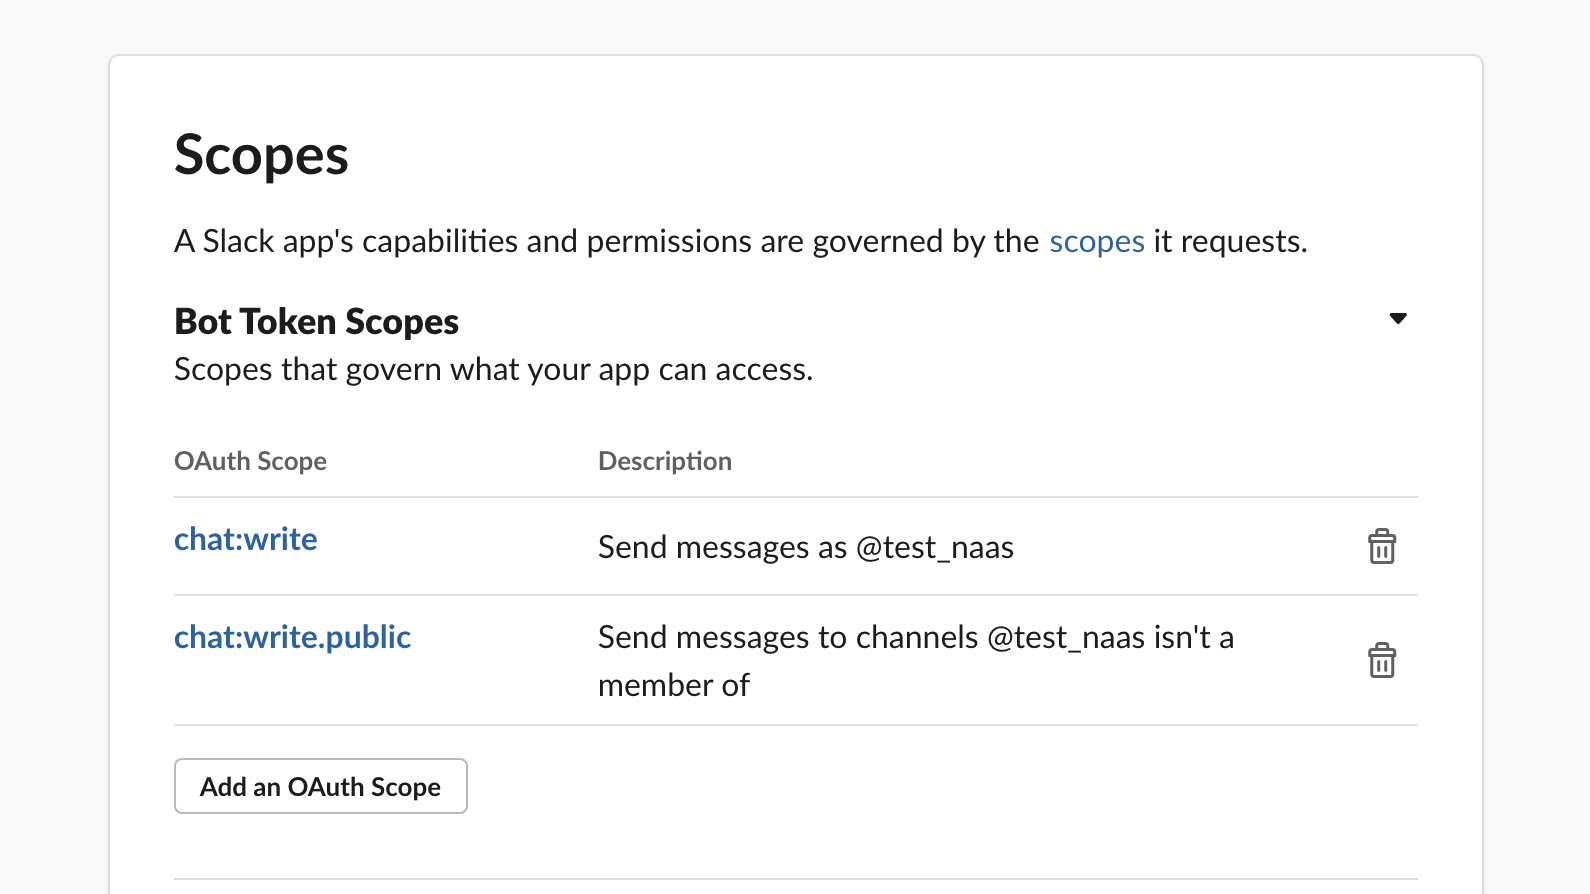 Scopes
A Slack app's capabilities and permissions are governed by the scopes it requests.
Bot Token Scopes
Scopes that govern what your app can access.
OAuth Scope Description
chat:write Send messages as @test_naas
chat:write.public Send messages to channels @test_naas isn't a
member of
Add an OAuth Scope